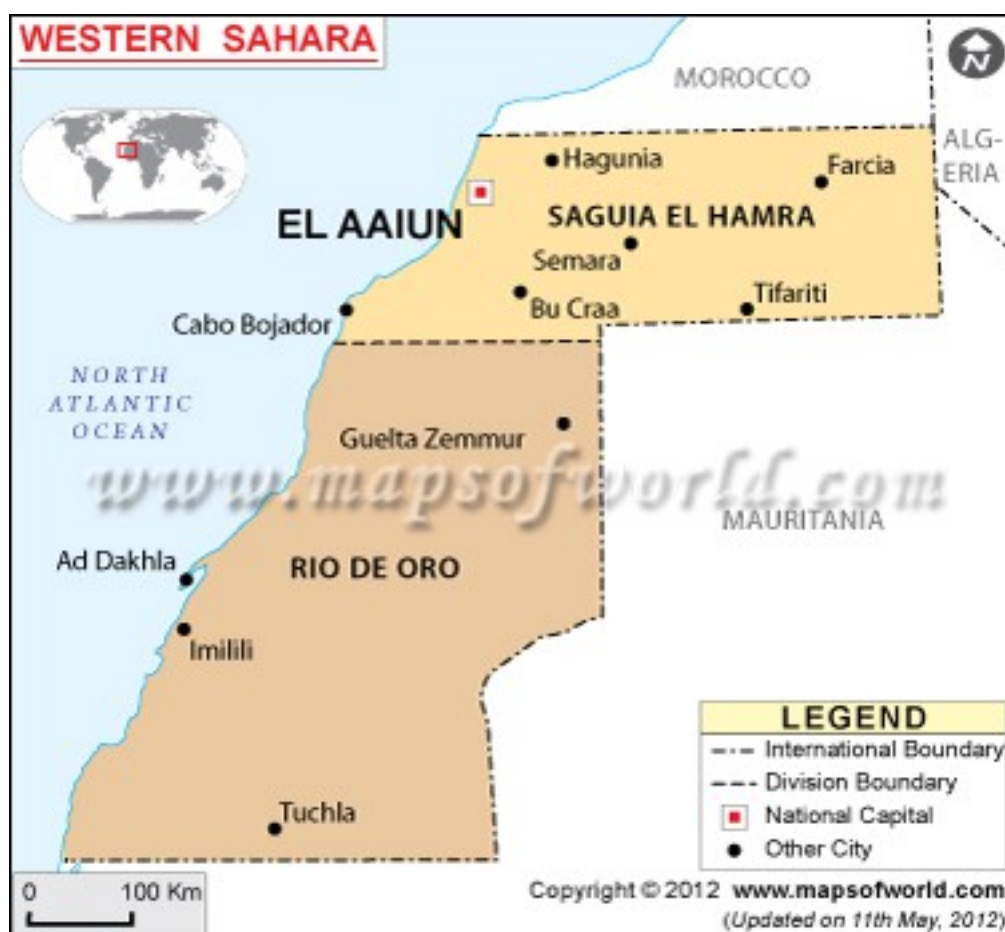 WESTERN SAHARA
N
MOROCCO
ALG-
ERIA
Hagunia
Farcia
EL AAIUN
SAGUIA EL HAMRA
Semara
Bu Craa
Tifariti
Cabo Bojador
NORTH
ATLANTIC
OCEAN
Guelta Zemmur
www.mapsofworld.com
MAURITANIA
Ad Dakhla
RIO DE ORO
Imilili
Tuchla
LEGEND
International Boundary
Division Boundary
National Capital
Other City
0 100 Km
Copyright © 2012 www.mapsofworld.com
(Updated on 11th May, 2012)